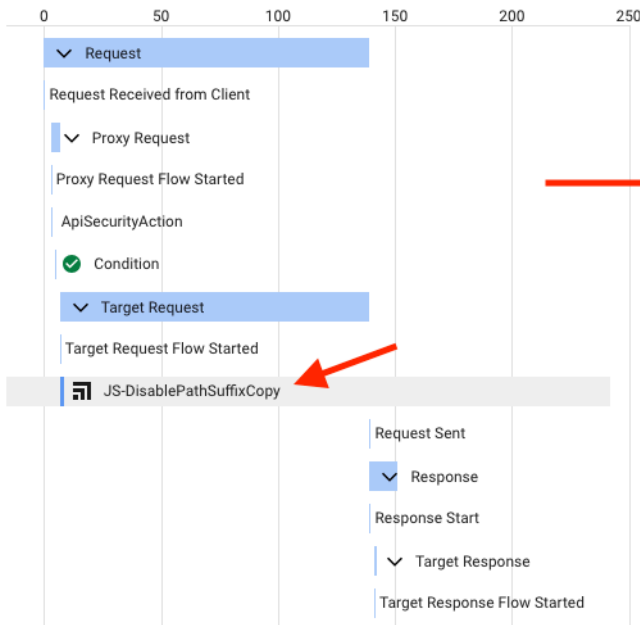 0 50 100 150 200 250
Request
Request Received from Client
Proxy Request
Proxy Request Flow Started
ApiSecurityAction
Condition
Target Request
Target Request Flow Started
JS-DisablePathSuffixCopy
Request Sent
Response
Response Start
Target Response
Target Response Flow Started